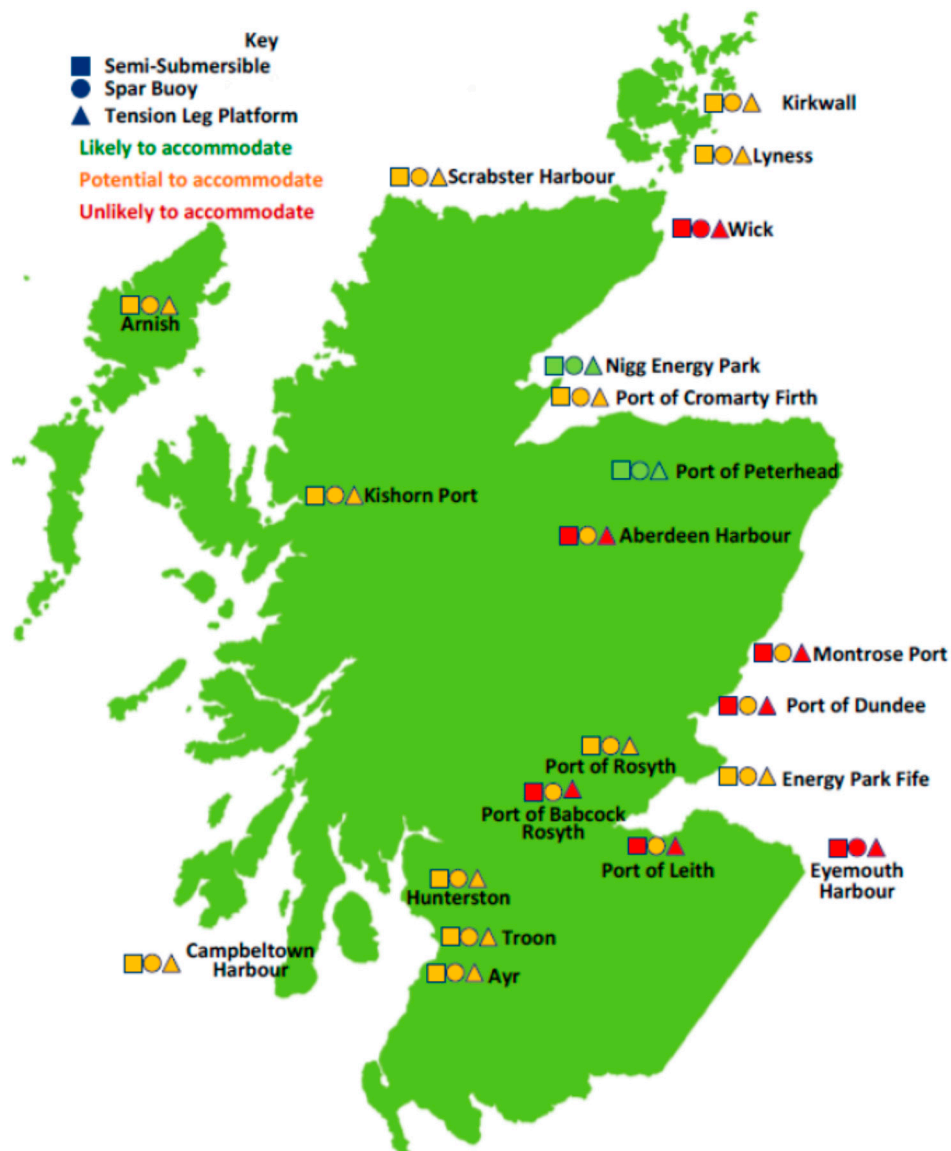 Key
Semi-Submersible
Spar Buoy
Tension Leg Platform
Likely to accommodate
Potential to accommodate
Unlikely to accommodate
Kirkwall
Lyness
Scrabster Harbour
Wick
Arnish
Nigg Energy Park
Port of Cromarty Firth
Port of Peterhead
Kishorn Port
Aberdeen Harbour
Montrose Port
Port of Dundee
Port of Rosyth
Energy Park Fife
Port of Babcock
Rosyth
Port of Leith
Eyemouth
Harbour
Hunterston
Troon
Campbeltown
Harbour
Ayr